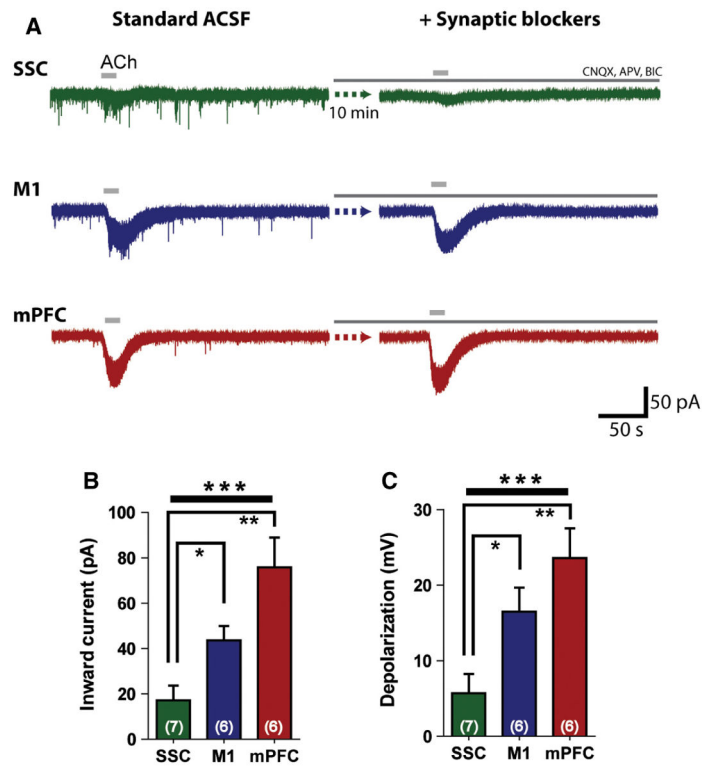 A
Standard ACSF
+ Synaptic blockers
SSC
ACh
CNQX, APV, BIC
10 min
M1
mPFC
50 pA
50 s
B
***
**
*
Inward current (pA)
100
80
60
40
20
0
(7)
(6)
(6)
SSC
M1
mPFC
C
***
**
*
Depolarization (mV)
30
20
10
0
(7)
(6)
(6)
SSC
M1
mPFC